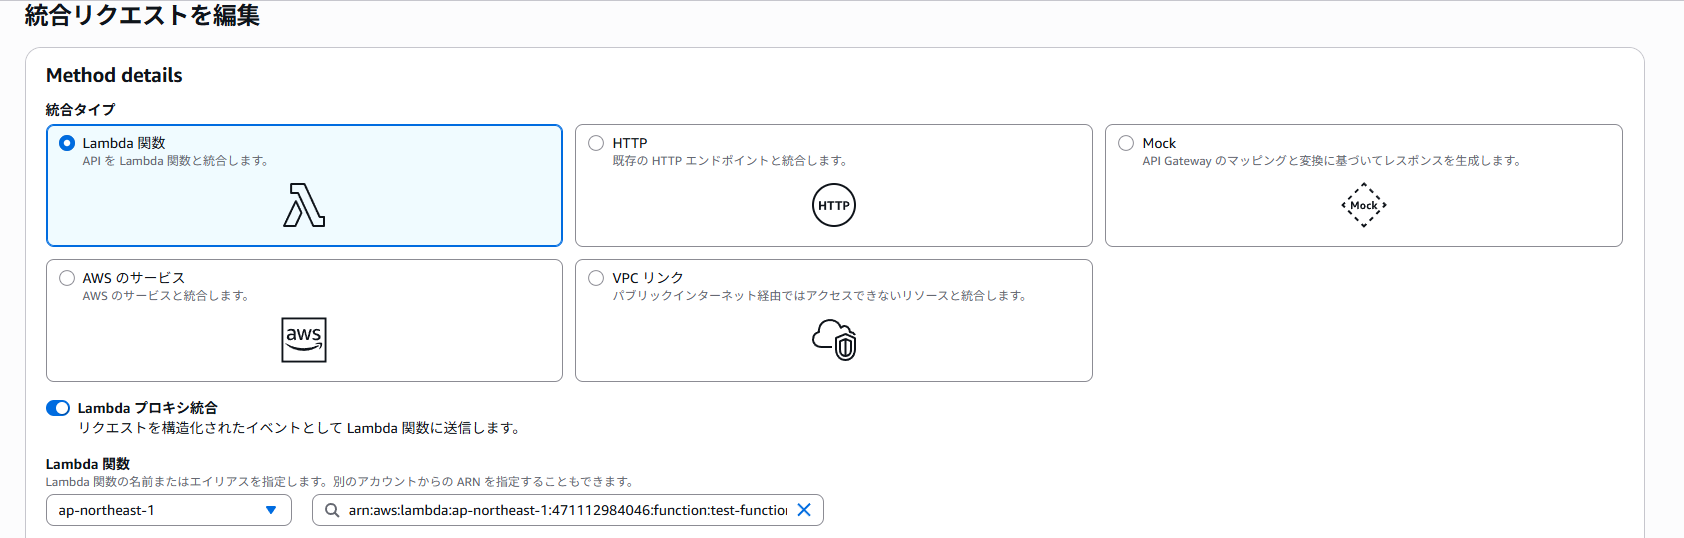 統合リクエストを編集
Method details
統合タイプ
Lambda 関数
API を Lambda 関数と統合します。
HTTP
既存の HTTP エンドポイントと統合します。
HTTP
Mock
API Gateway のマッピングと変換に基づいてレスポンスを生成します。
Mock
AWS のサービス
AWS のサービスと統合します。
aws
VPC リンク
パブリックインターネット経由ではアクセスできないリソースと統合します。
Lambda プロキシ統合
リクエストを構造化されたイベントとして Lambda 関数に送信します。
Lambda 関数
Lambda 関数の名前またはエイリアスを指定します。別のアカウントからの ARN を指定することもできます。
ap-northeast-1
arn:aws:lambda:ap-northeast-1:471112984046:function:test-function